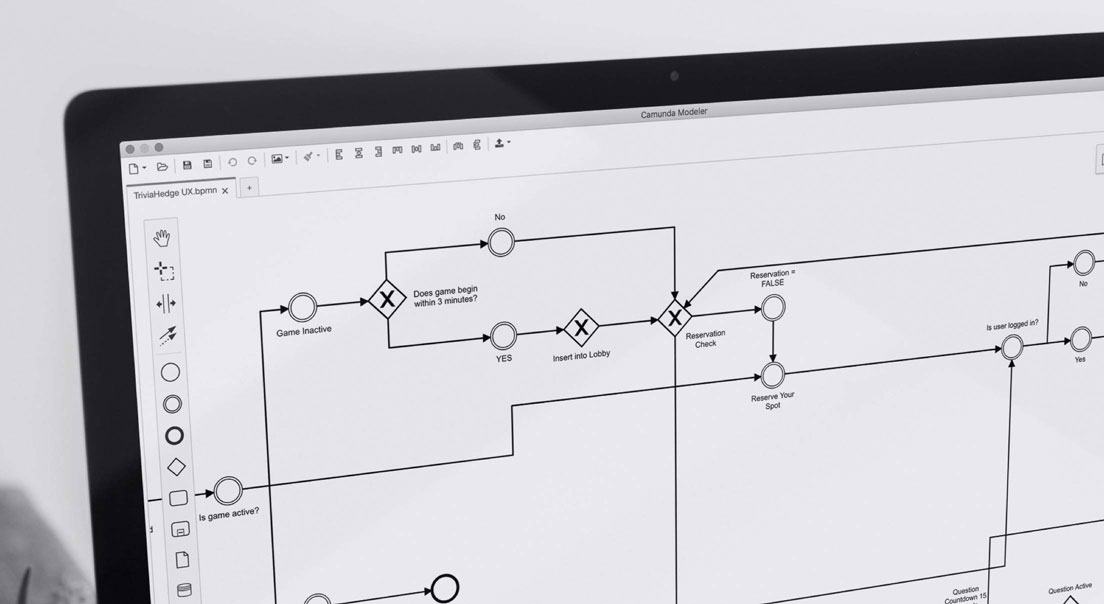 Camunda Modeler
TriviaHedge UX.bpmn
No
Does game begin
within 3 minutes?
Game Inactive
YES
Insert into Lobby
Reservation =
FALSE
Reservation
Check
Reserve Your
Spot
Is user logged in?
No
Yes
Is game active?
Question
Countdown 15
Question Active